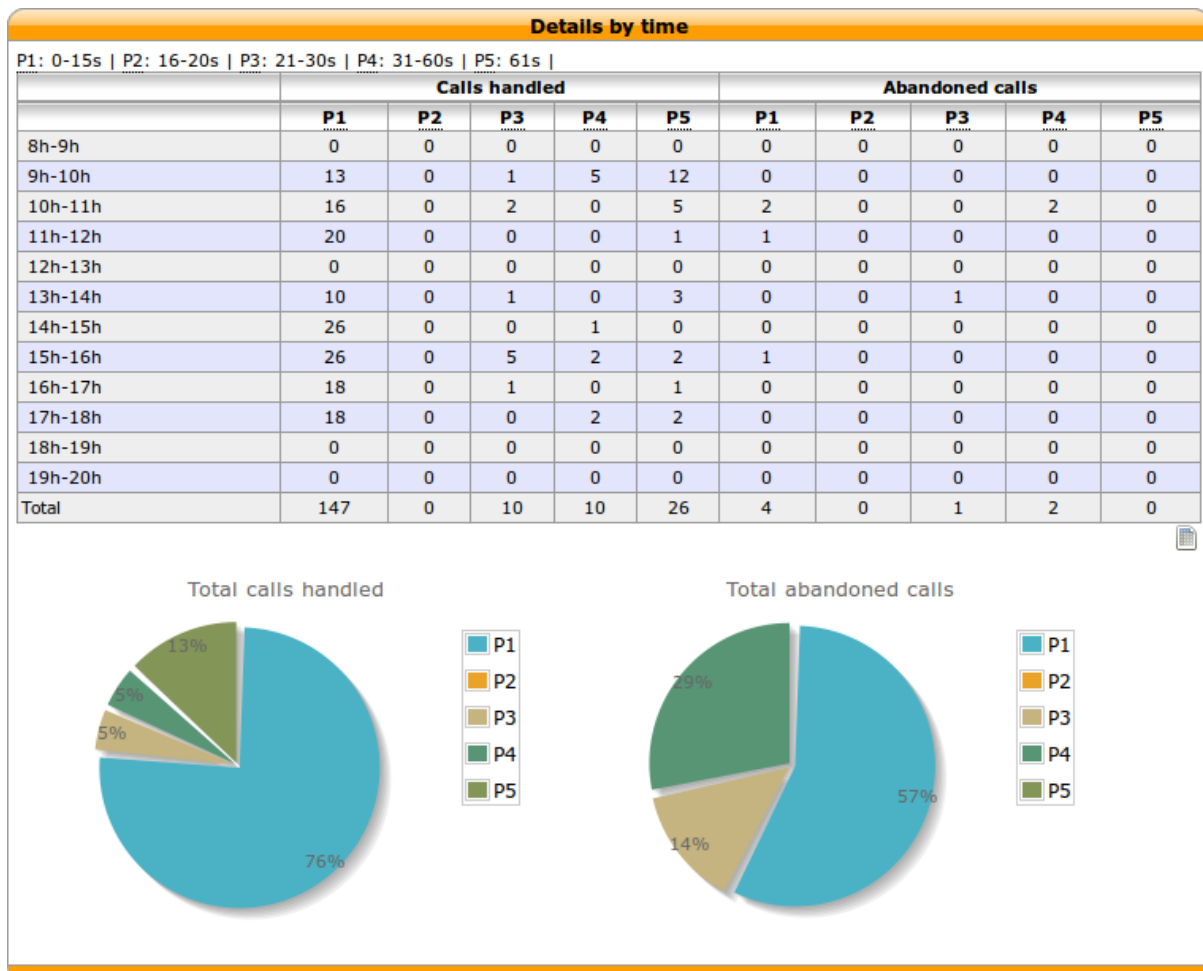 Details by time
P1: 0-15s | P2: 16-20s | P3: 21-30s | P4: 31-60s | P5: 61s |
Calls handled Abandoned calls
P1 P2 P3 P4 P5 P1 P2 P3 P4 P5
8h-9h 0 0 0 0 0 0 0 0 0 0
9h-10h 13 0 1 5 12 0 0 0 0 0
10h-11h 16 0 2 0 5 2 0 0 2 0
11h-12h 20 0 0 0 1 1 0 0 0 0
12h-13h 0 0 0 0 0 0 0 0 0 0
13h-14h 10 0 1 0 3 0 0 1 0 0
14h-15h 26 0 0 1 0 0 0 0 0 0
15h-16h 26 0 5 2 2 1 0 0 0 0
16h-17h 18 0 1 0 1 0 0 0 0 0
17h-18h 18 0 0 2 2 0 0 0 0 0
18h-19h 0 0 0 0 0 0 0 0 0 0
19h-20h 0 0 0 0 0 0 0 0 0 0
Total 147 0 10 10 26 4 0 1 2 0
Total calls handled
13%
5%
5%
76%
P1
P2
P3
P4
P5
Total abandoned calls
29%
57%
14%
P1
P2
P3
P4
P5